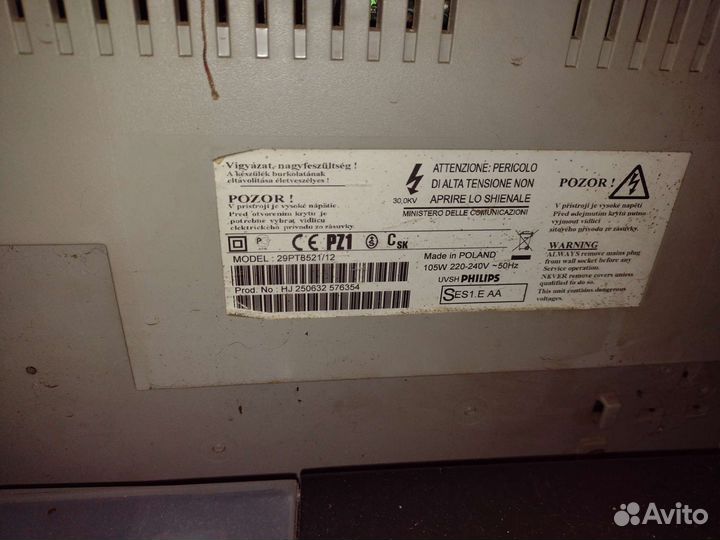 Vigyázat, nagyfeszültség !
A készülék burkolatának
eltávolítása életveszélyes !
POZOR !
V prístroji je vysoké napätie.
Pred otvorením krytu je
potrebné vybrat vidlicu
elektrického privodu zo zásuvky.
30,0KV
ATTENZIONE: PERICOLO
DI ALTA TENSIONE NON
APRIRE LO SHIENALE
MINISTERO DELLE COMUNICAZIONI
POZOR !
V přístroji je vysoké napětí
Před odejmutím krytu nutno
vyjmout vidlici
síťového přívodu ze zásuvky.
CE PZ1 CSK
MODEL : 29PT8521/12
Prod. No : HJ 250632 576354
Made in POLAND
105W 220-240V ~50Hz
UVSH PHILIPS
SES1.E AA
WARNING
ALWAYS remove mains plug
from wall socket before any
Service operation.
NEVER remove covers unless
qualified to do so.
This unit contains dangerous
voltages.
Avito